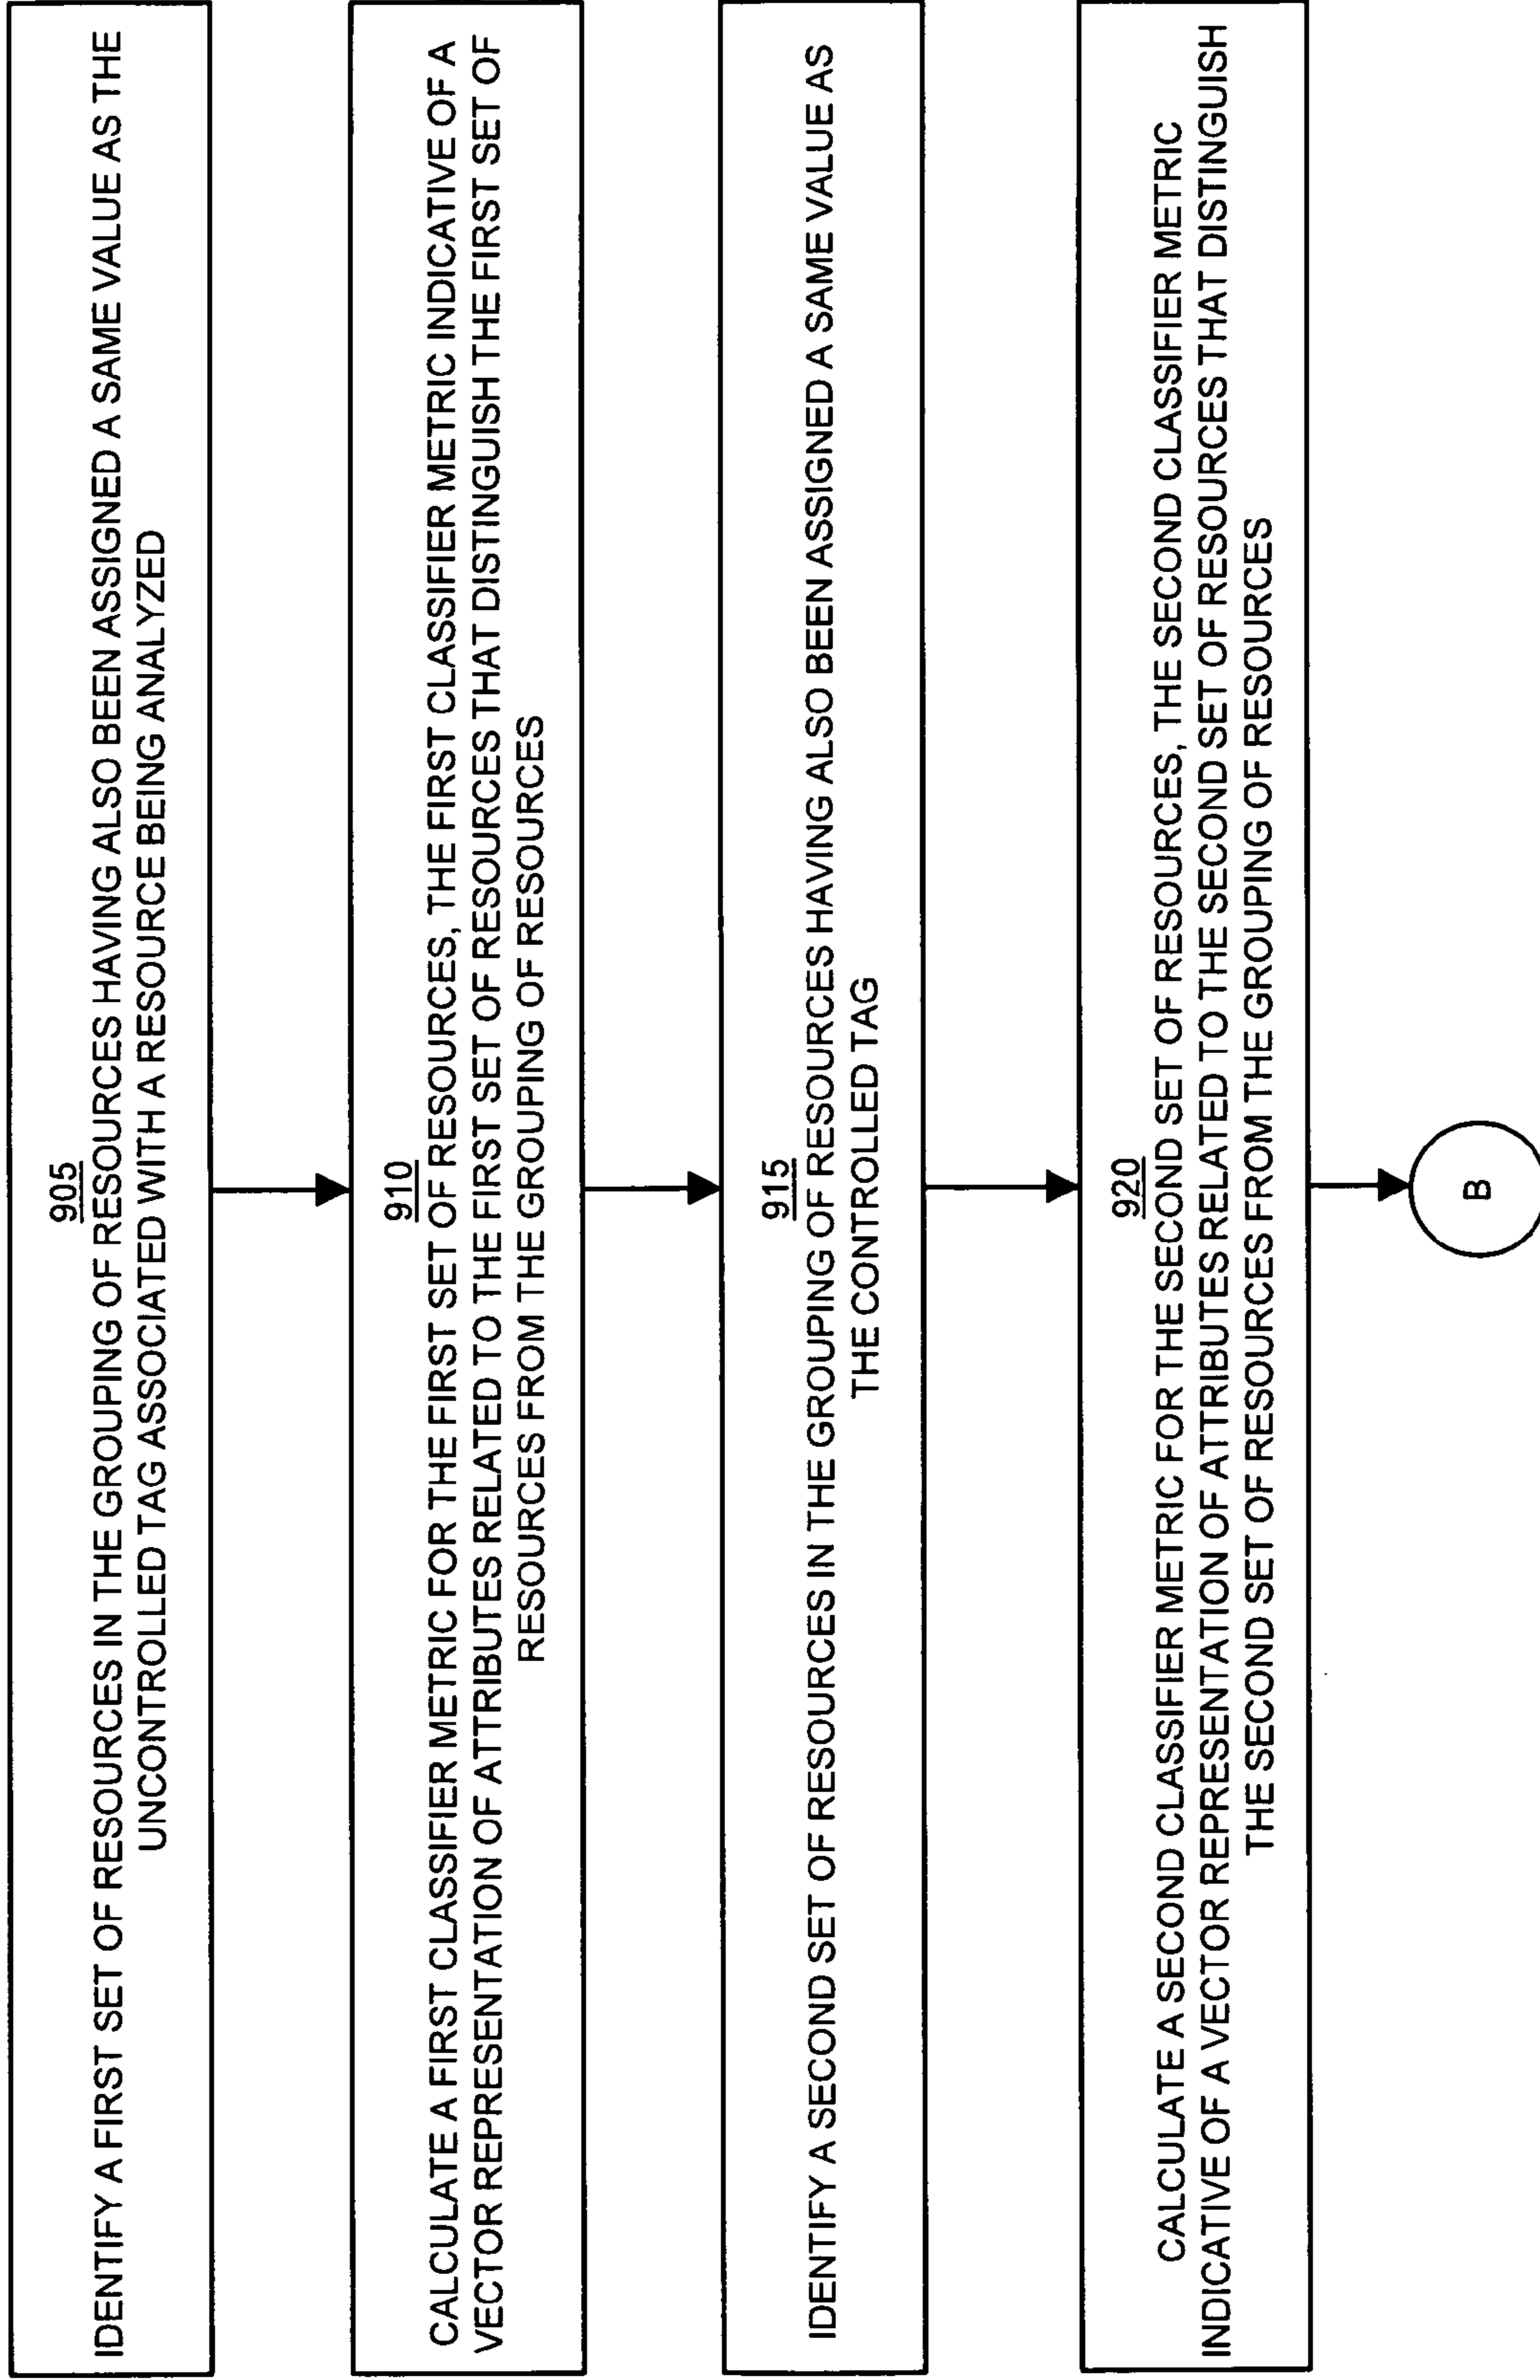 905
IDENTIFY A FIRST SET OF RESOURCES IN THE GROUPING OF RESOURCES HAVING ALSO BEEN ASSIGNED A SAME VALUE AS THE
UNCONTROLLED TAG ASSOCIATED WITH A RESOURCE BEING ANALYZED
910
CALCULATE A FIRST CLASSIFIER METRIC FOR THE FIRST SET OF RESOURCES, THE FIRST CLASSIFIER METRIC INDICATIVE OF A
VECTOR REPRESENTATION OF ATTRIBUTES RELATED TO THE FIRST SET OF RESOURCES THAT DISTINGUISH THE FIRST SET OF
RESOURCES FROM THE GROUPING OF RESOURCES
915
IDENTIFY A SECOND SET OF RESOURCES IN THE GROUPING OF RESOURCES HAVING ALSO BEEN ASSIGNED A SAME VALUE AS
THE CONTROLLED TAG
920
CALCULATE A SECOND CLASSIFIER METRIC FOR THE SECOND SET OF RESOURCES, THE SECOND CLASSIFIER METRIC
INDICATIVE OF A VECTOR REPRESENTATION OF ATTRIBUTES RELATED TO THE SECOND SET OF RESOURCES THAT DISTINGUISH
THE SECOND SET OF RESOURCES FROM THE GROUPING OF RESOURCES
B